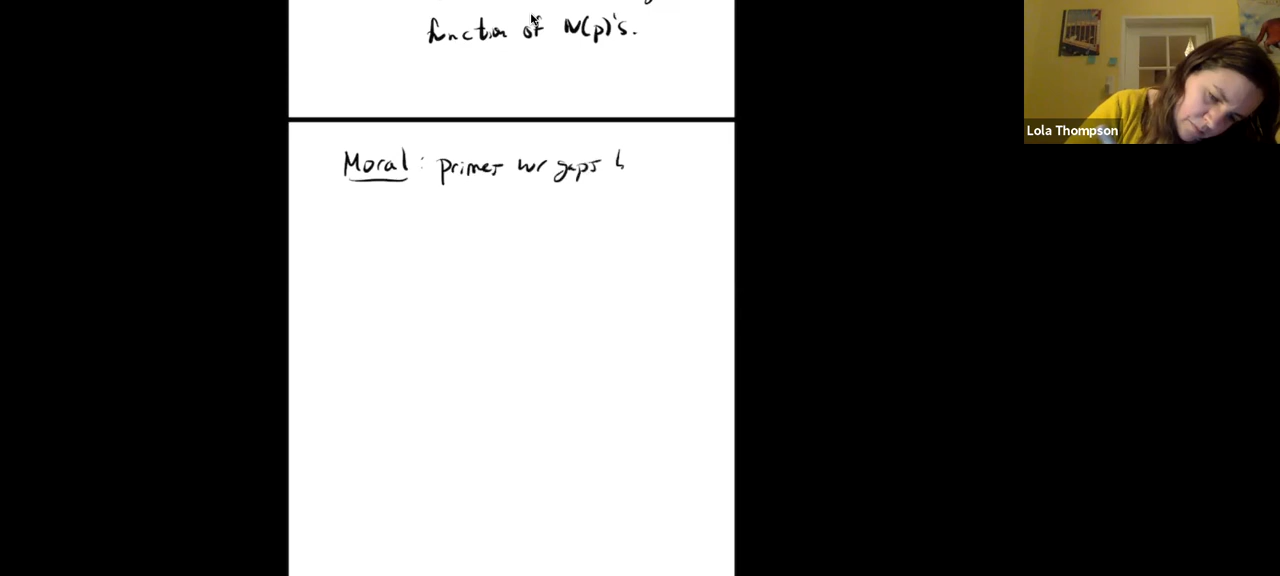 function of N(p)'s.
Moral: primes w/ gaps b
Lola Thompson